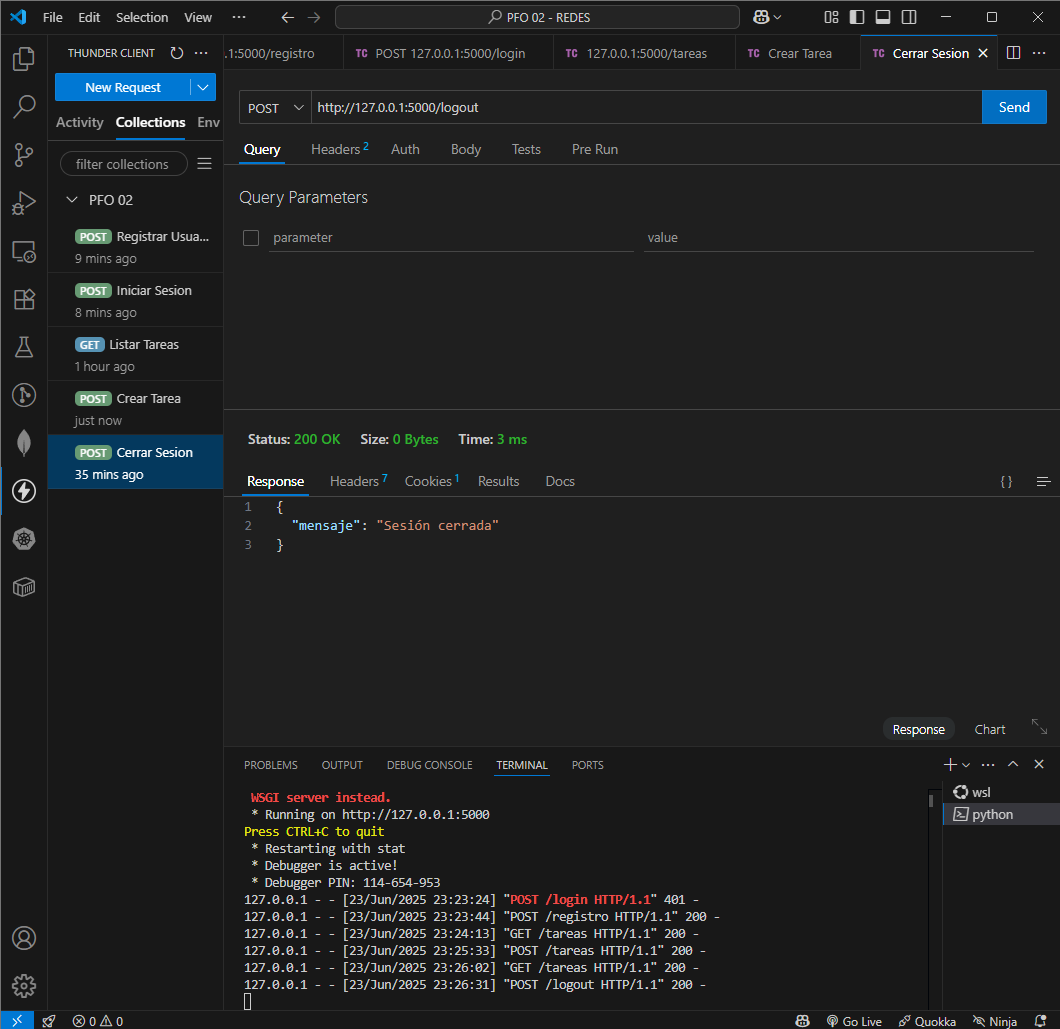 File Edit Selection View ··· PFO 02 - REDES
THUNDER CLIENT
.1:5000/registro
TC POST 127.0.0.1:5000/login
TC 127.0.0.1:5000/tareas
TC Crear Tarea
TC Cerrar Sesion
New Request
Activity Collections Env
filter collections
PFO 02
POST Registrar Usua...
9 mins ago
POST Iniciar Sesion
8 mins ago
GET Listar Tareas
1 hour ago
POST Crear Tarea
just now
POST Cerrar Sesion
35 mins ago
POST http://127.0.0.1:5000/logout Send
Query Headers 2 Auth Body Tests Pre Run
Query Parameters
parameter value
Status: 200 OK Size: 0 Bytes Time: 3 ms
Response Headers 7 Cookies 1 Results Docs {}
1 {
2 "mensaje": "Sesión cerrada"
3 }
Response Chart
PROBLEMS OUTPUT DEBUG CONSOLE TERMINAL PORTS
WSGI server instead.
* Running on http://127.0.0.1:5000
Press CTRL+C to quit
* Restarting with stat
* Debugger is active!
* Debugger PIN: 114-654-953
127.0.0.1 - - [23/Jun/2025 23:23:24] "POST /login HTTP/1.1" 401 -
127.0.0.1 - - [23/Jun/2025 23:23:44] "POST /registro HTTP/1.1" 200 -
127.0.0.1 - - [23/Jun/2025 23:24:13] "GET /tareas HTTP/1.1" 200 -
127.0.0.1 - - [23/Jun/2025 23:25:33] "POST /tareas HTTP/1.1" 200 -
127.0.0.1 - - [23/Jun/2025 23:26:02] "GET /tareas HTTP/1.1" 200 -
127.0.0.1 - - [23/Jun/2025 23:26:31] "POST /logout HTTP/1.1" 200 -
wsl
python
0 0 Go Live Quokka Ninja